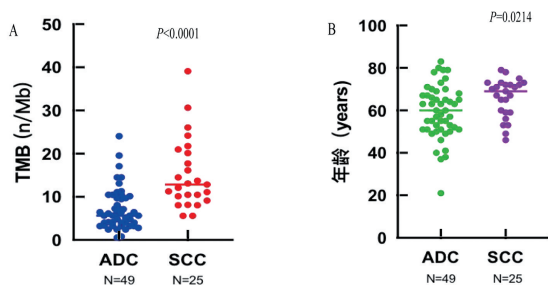 A
P<0.0001
TMB (n/Mb)
50
40
30
20
10
0
ADC
SCC
N=49
N=25
B
P=0.0214
年龄 (years)
100
80
60
40
20
0
ADC
SCC
N=49
N=25